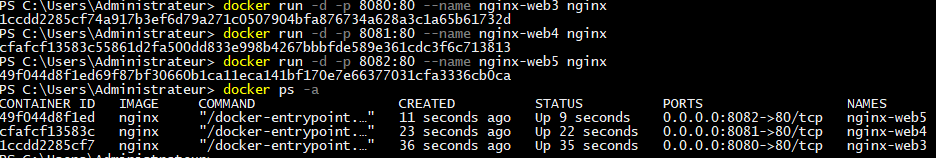 PS C:\Users\Administrateur> docker run -d -p 8080:80 --name nginx-web3 nginx
1ccdd2285cf74a917b3ef6d79a271c0507904bfa876734a628a3c1a65b61732d
PS C:\Users\Administrateur> docker run -d -p 8081:80 --name nginx-web4 nginx
cfafcf13583c55861d2fa500dd833e998b4267bbbfde589e361cdc3f6c713813
PS C:\Users\Administrateur> docker run -d -p 8082:80 --name nginx-web5 nginx
49f044d8f1ed69f87bf30660b1ca11eca141bf170e7e66377031cfa3336cb0ca
PS C:\Users\Administrateur> docker ps -a
CONTAINER ID IMAGE COMMAND CREATED STATUS PORTS NAMES
49f044d8f1ed nginx "/docker-entrypoint.…" 11 seconds ago Up 9 seconds 0.0.0.0:8082->80/tcp nginx-web5
cfafcf13583c nginx "/docker-entrypoint.…" 23 seconds ago Up 22 seconds 0.0.0.0:8081->80/tcp nginx-web4
1ccdd2285cf7 nginx "/docker-entrypoint.…" 36 seconds ago Up 35 seconds 0.0.0.0:8080->80/tcp nginx-web3
PS C:\Users\Administrateur>